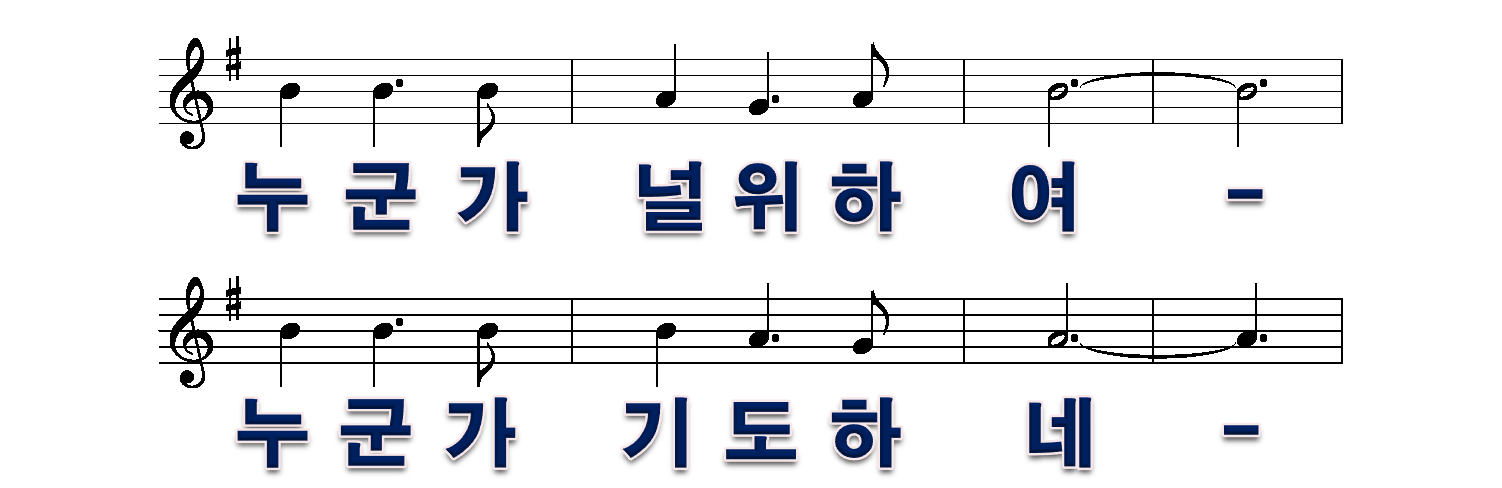 누 군 가 널 위 하 여 -
누 군 가 기 도 하 네 -